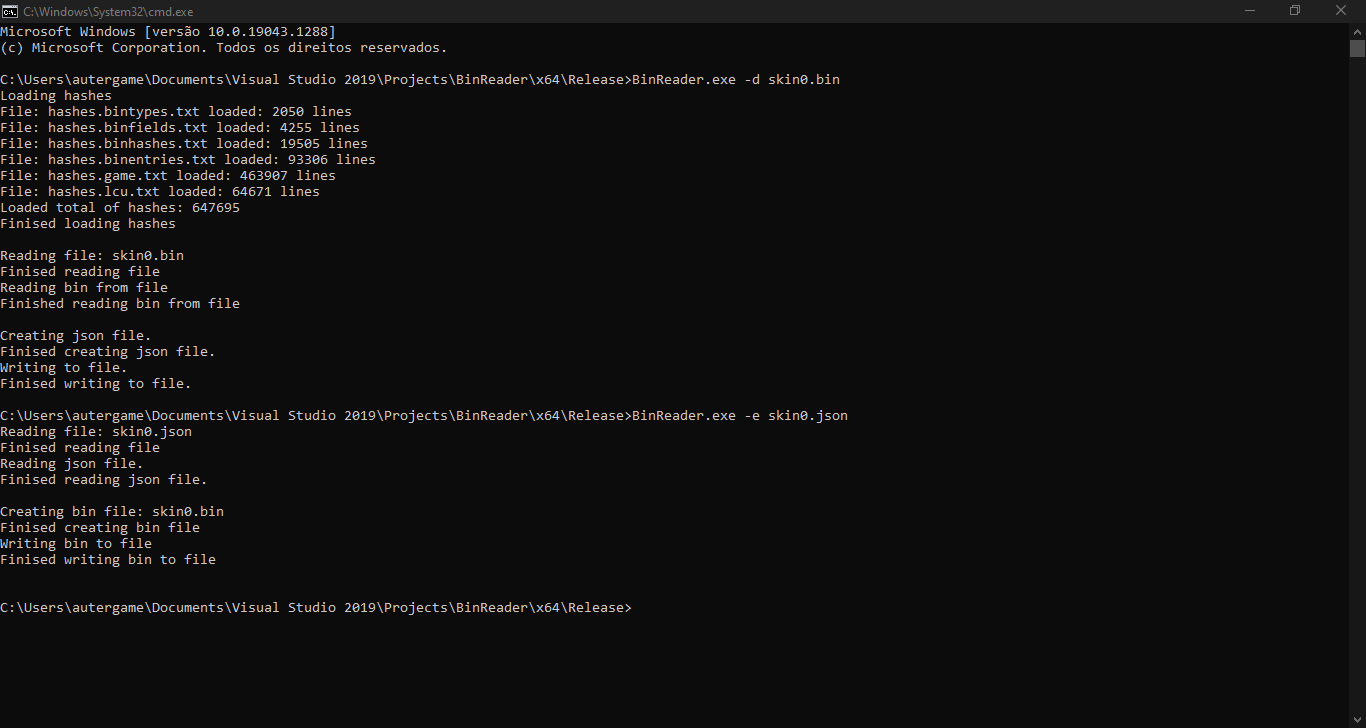 C:\Windows\System32\cmd.exe
Microsoft Windows [versão 10.0.19043.1288]
(c) Microsoft Corporation. Todos os direitos reservados.
C:\Users\autergame\Documents\Visual Studio 2019\Projects\BinReader\x64\Release>BinReader.exe -d skin0.bin
Loading hashes
File: hashes.bintypes.txt loaded: 2050 lines
File: hashes.binfields.txt loaded: 4255 lines
File: hashes.binhashes.txt loaded: 19505 lines
File: hashes.binentries.txt loaded: 93306 lines
File: hashes.game.txt loaded: 463907 lines
File: hashes.lcu.txt loaded: 64671 lines
Loaded total of hashes: 647695
Finised loading hashes
Reading file: skin0.bin
Finised reading file
Reading bin from file
Finished reading bin from file
Creating json file.
Finised creating json file.
Writing to file.
Finised writing to file.
C:\Users\autergame\Documents\Visual Studio 2019\Projects\BinReader\x64\Release>BinReader.exe -e skin0.json
Reading file: skin0.json
Finised reading file
Reading json file.
Finised reading json file.
Creating bin file: skin0.bin
Finised creating bin file
Writing bin to file
Finised writing bin to file
C:\Users\autergame\Documents\Visual Studio 2019\Projects\BinReader\x64\Release>